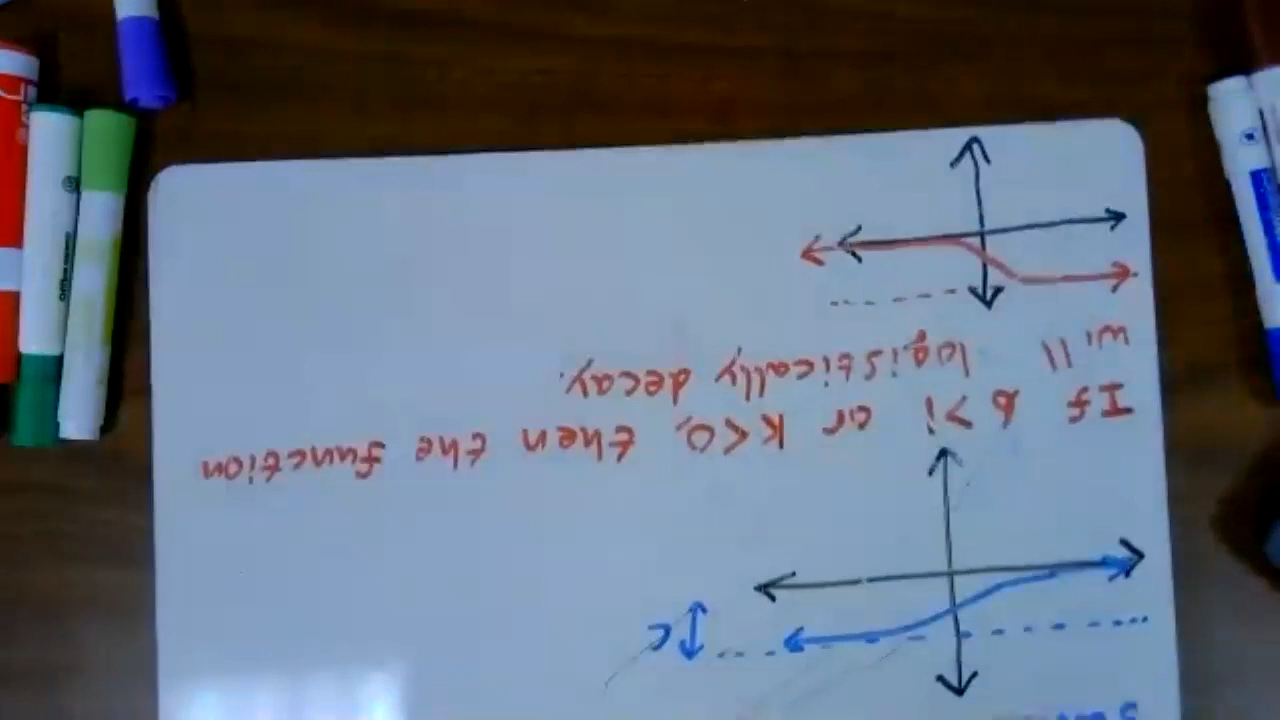 c
If b>1 or k<0, then the function
will logistically decay.